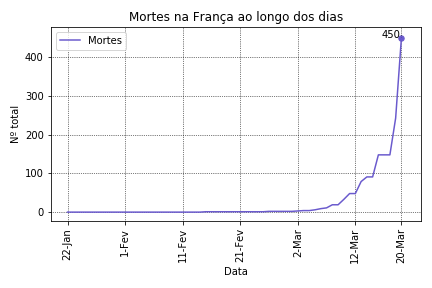 Mortes na França ao longo dos dias
Mortes
450
Nº total
400
300
200
100
0
22-Jan
1-Fev
11-Fev
21-Fev
2-Mar
12-Mar
20-Mar
Data